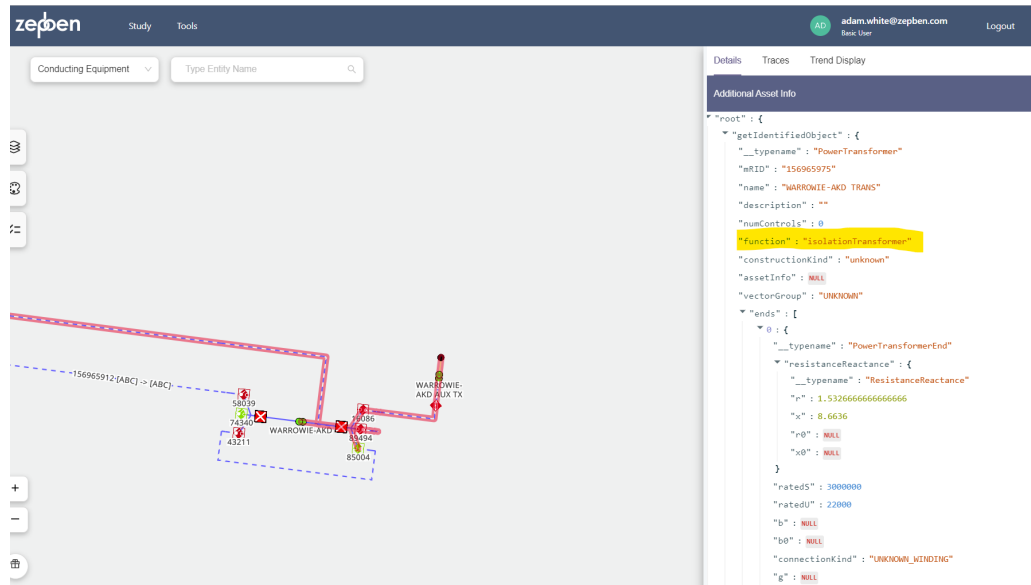 zepben
Study
Tools
AD
adam.white@zepben.com
Basic User
Logout
Conducting Equipment
Type Entity Name
Details
Traces
Trend Display
Additional Asset Info
"root" : {
"getIdentifiedObject" : {
"__typename" : "PowerTransformer"
"mRID" : "156965975"
"name" : "WARROWIE-AKD TRANS"
"description" : ""
"numControls" : 0
"function" : "isolationTransformer"
"constructionKind" : "unknown"
"assetInfo" : NULL
"vectorGroup" : "UNKNOWN"
"ends" : [
0 : {
"__typename" : "PowerTransformerEnd"
"resistanceReactance" : {
"__typename" : "ResistanceReactance"
"r" : 1.5326666666666666
"x" : 8.6636
"r0" : NULL
"x0" : NULL
}
"ratedS" : 3000000
"ratedU" : 22000
"b" : NULL
"b0" : NULL
"connectionKind" : "UNKNOWN_WINDING"
"g" : NULL
156965912-[ABC] -> [ABC]-
58039
74340
43211
WARROWIE-AKD
89494
85004
WARROWIE-
AKD AUX TX
+
−